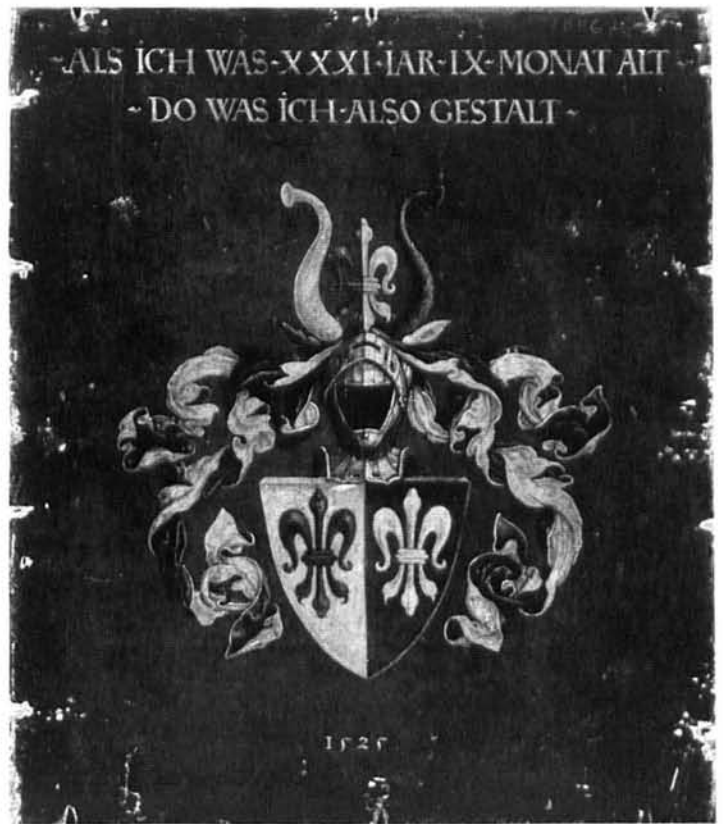 ~ALS ICH WAS·XXXI·IAR·IX·MONAT ALT~
~DO WAS ICH·ALSO GESTALT~
1525